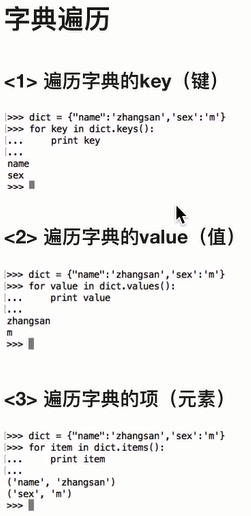 字典遍历
<1> 遍历字典的key（键）
>>> dict = {"name":'zhangsan','sex':'m'}
>>> for key in dict.keys():
...     print key
...
name
sex
>>>
<2> 遍历字典的value（值）
>>> dict = {"name":'zhangsan','sex':'m'}
>>> for value in dict.values():
...     print value
...
zhangsan
m
>>>
<3> 遍历字典的项（元素）
>>> dict = {"name":'zhangsan','sex':'m'}
>>> for item in dict.items():
...     print item
...
('name', 'zhangsan')
('sex', 'm')
>>>